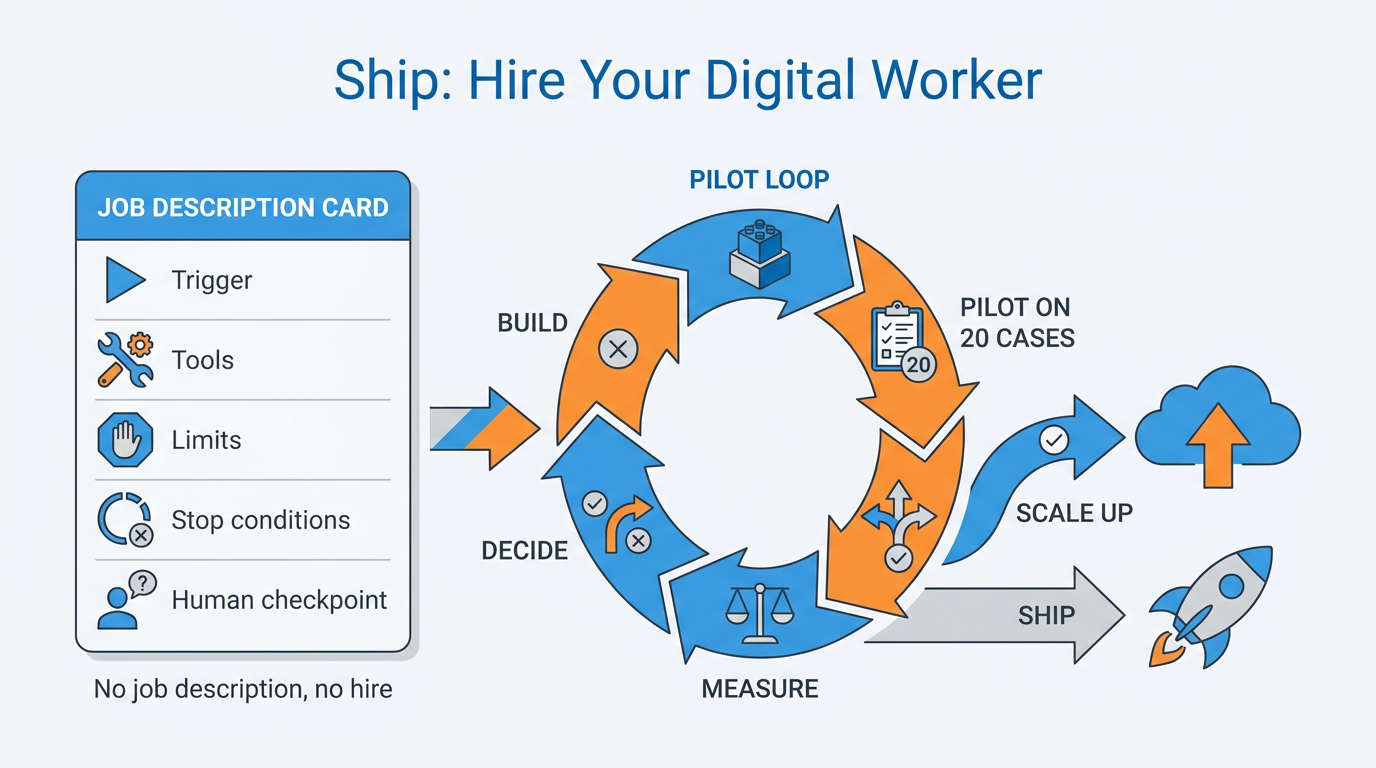 Ship: Hire Your Digital Worker
JOB DESCRIPTION CARD
Trigger
Tools
Limits
Stop conditions
?
Human checkpoint
No job description, no hire
PILOT LOOP
BUILD
PILOT ON
20 CASES
20
DECIDE
MEASURE
SCALE UP
SHIP